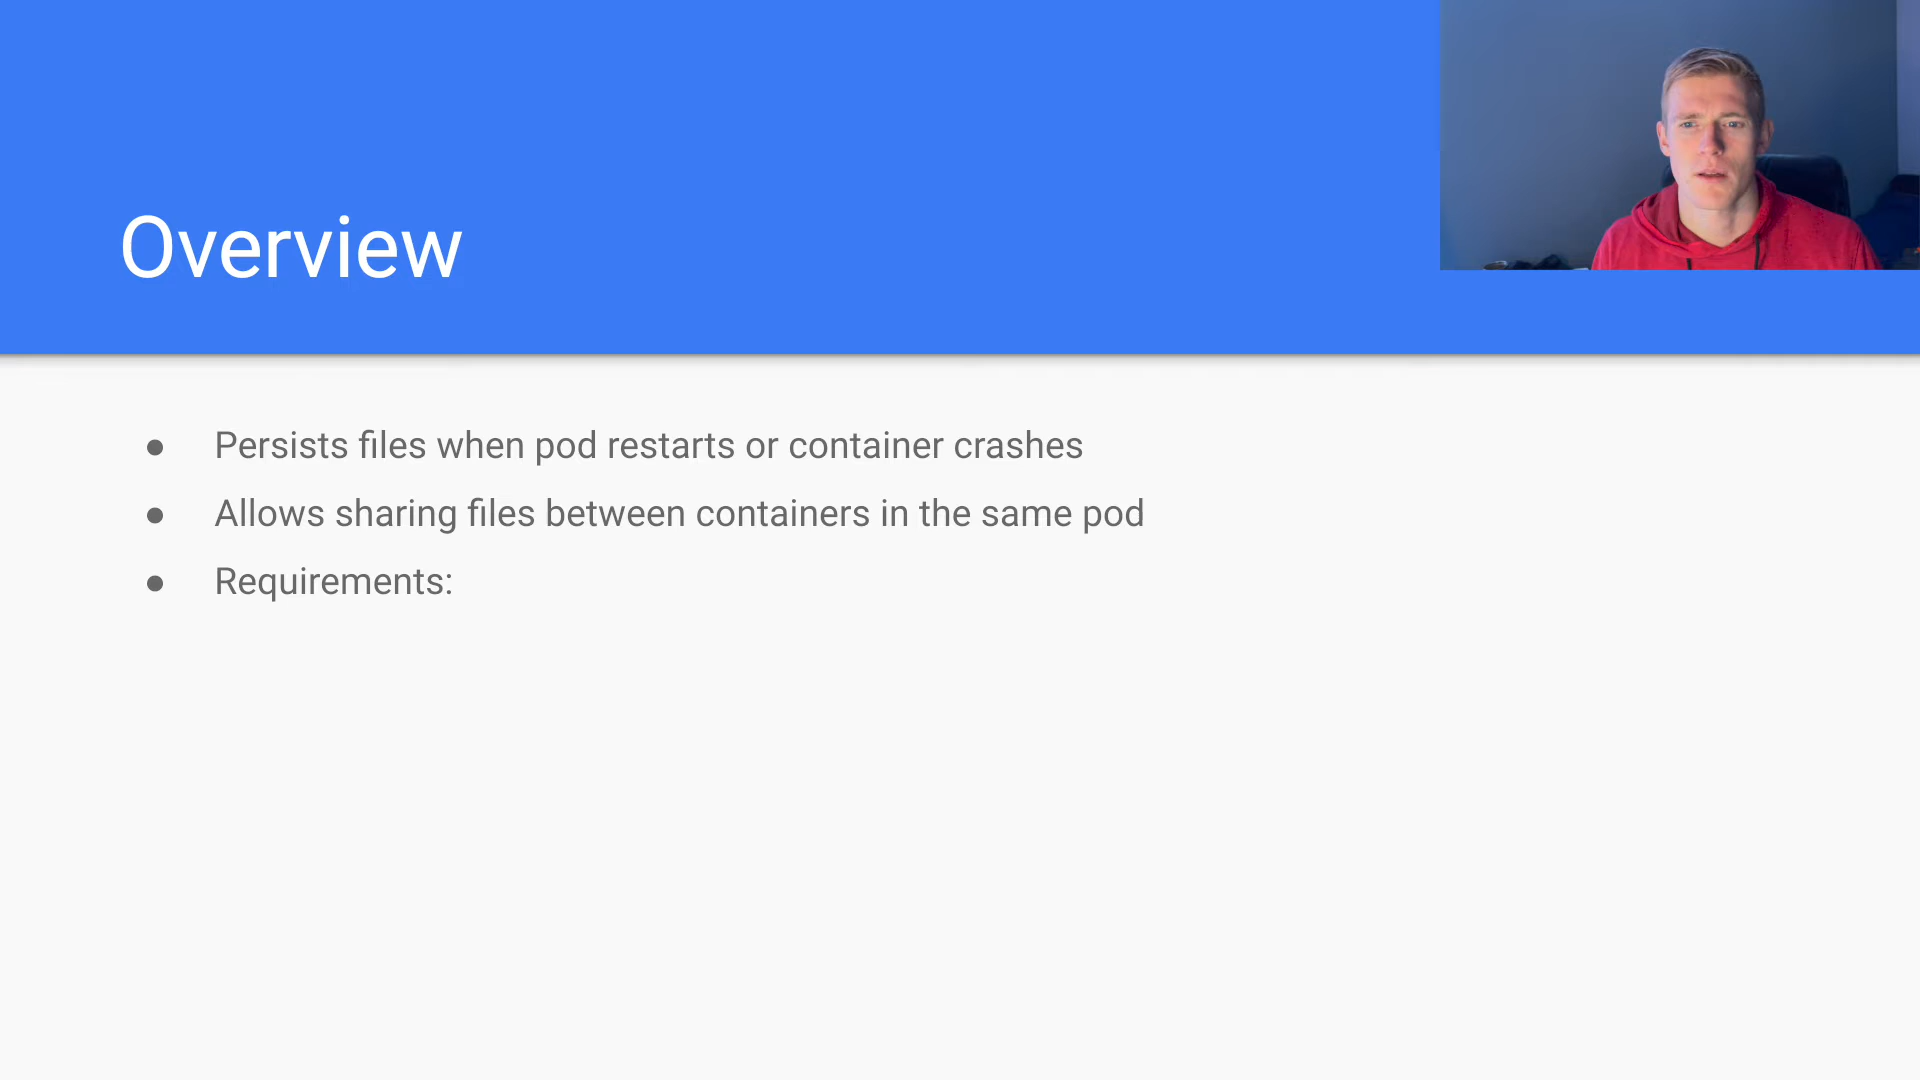 Overview
● Persists files when pod restarts or container crashes
● Allows sharing files between containers in the same pod
● Requirements: